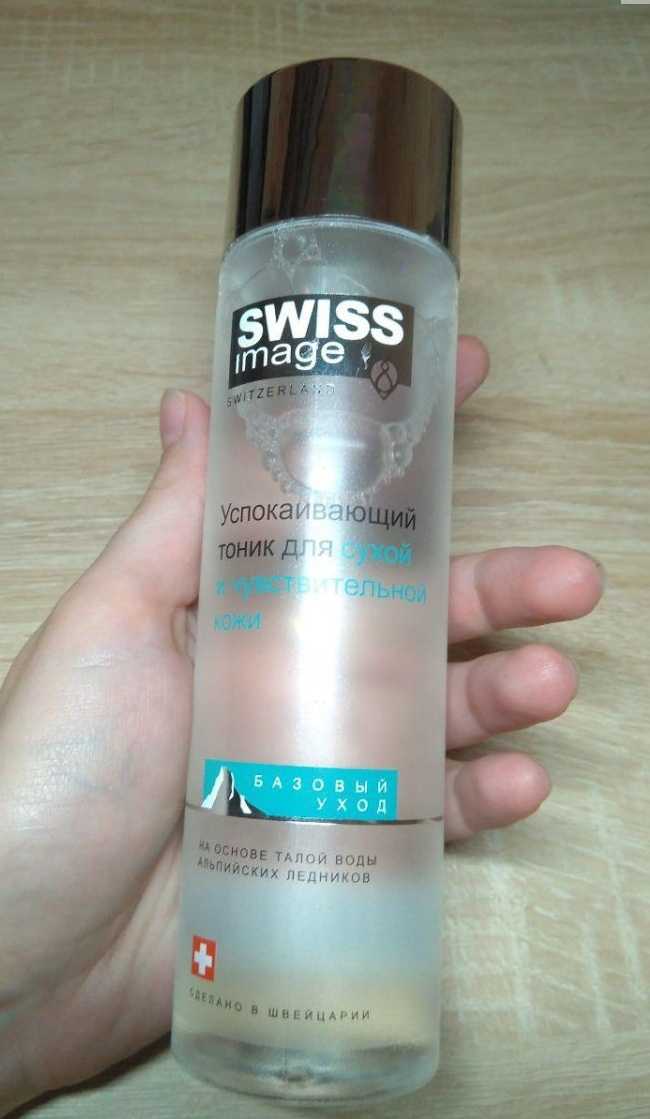 SWISS
image
SWITZERLAND
Успокаивающий
тоник для сухой
и чувствительной
кожи
БАЗОВЫЙ
УХОД
НА ОСНОВЕ ТАЛОЙ ВОДЫ
АЛЬПИЙСКИХ ЛЕДНИКОВ
СДЕЛАНО В ШВЕЙЦАРИИ